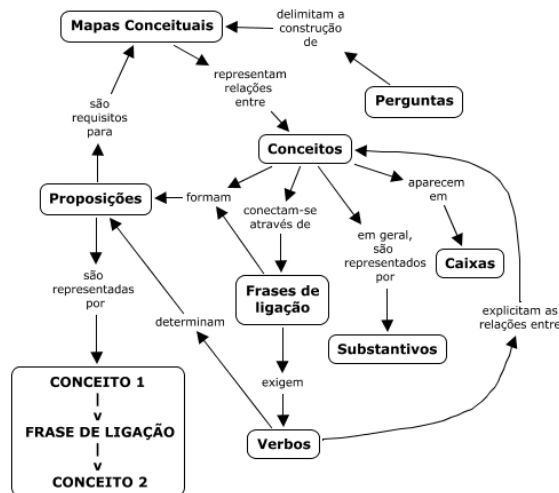 Mapas Conceituais
delimitam a
construção
de
representam
relações
entre
Perguntas
são
requisitos
para
Conceitos
Proposições
formam
conectam-se
através de
aparecem
em
em geral,
são
representados
por
Caixas
são
representadas
por
Frases de
ligação
determinam
explicitam as
relações entre
Substantivos
exigem
CONCEITO 1
|
v
FRASE DE LIGAÇÃO
|
v
CONCEITO 2
Verbos